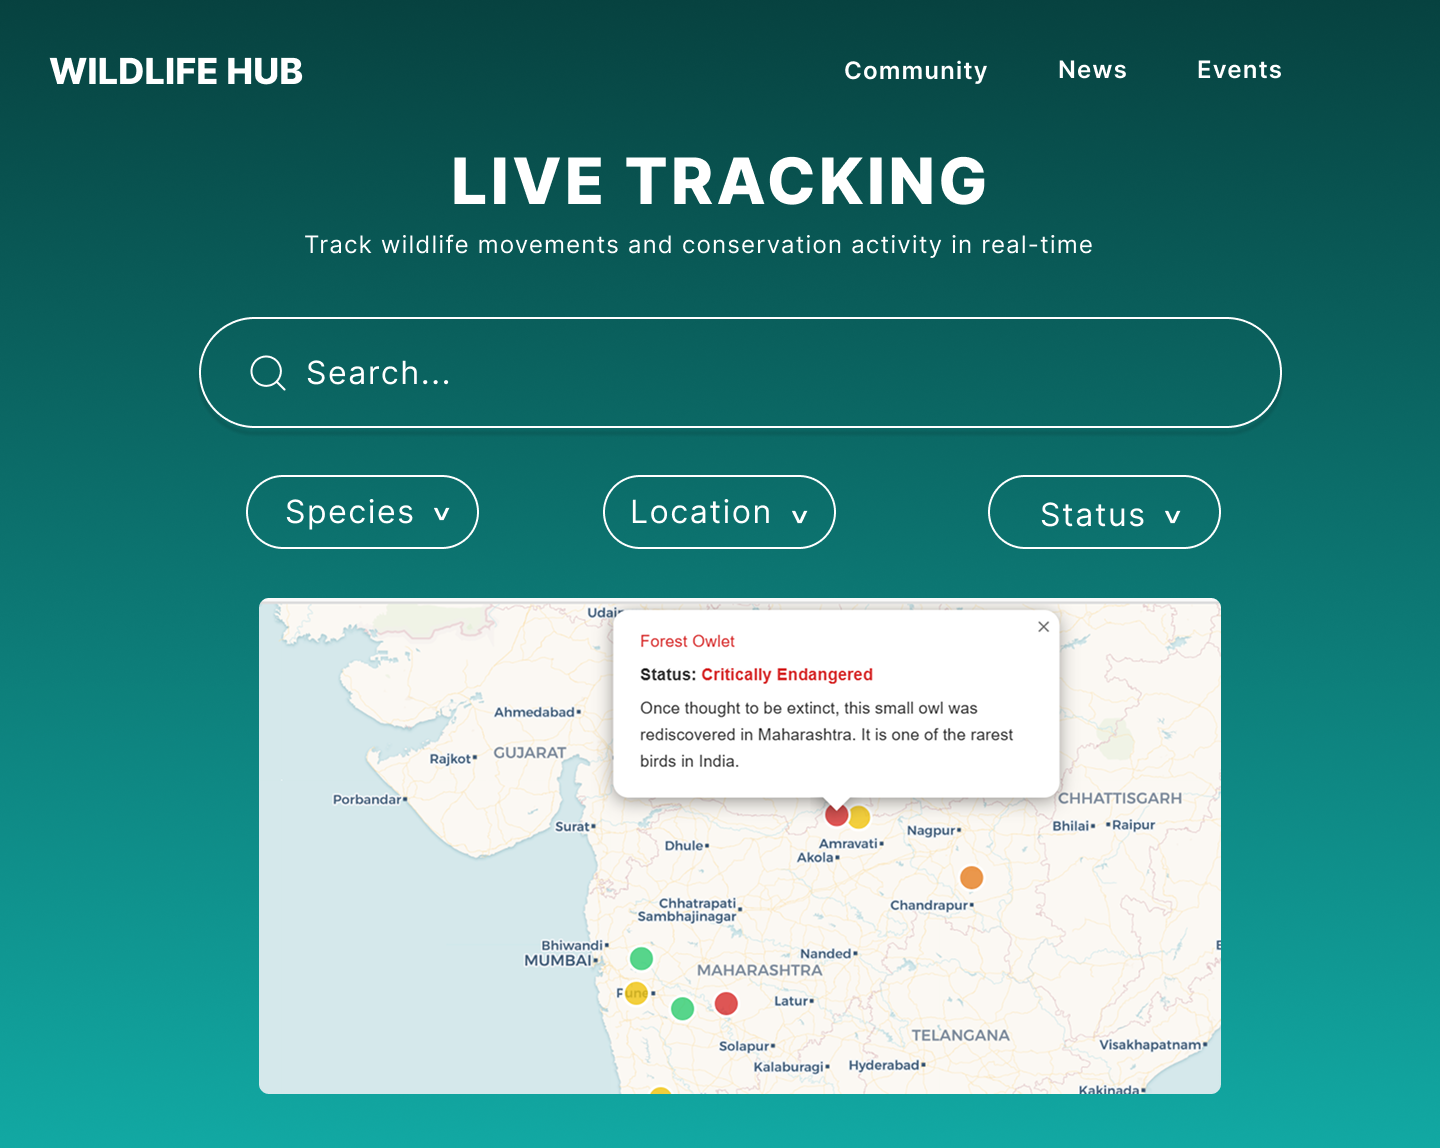 WILDLIFE HUB
Community
News
Events
LIVE TRACKING
Track wildlife movements and conservation activity in real-time
Search...
Species v
Location v
Status v
Forest Owlet
Status: Critically Endangered
Once thought to be extinct, this small owl was
rediscovered in Maharashtra. It is one of the rarest
birds in India.
Ahmedabad
Rajkot
GUJARAT
Porbandar
Surat
Dhule
Amravati
Akola
Nagpur
CHHATTISGARH
Bhilai
Raipur
Chandrapur
Chhatrapati
Sambhajinagar
Bhiwandi
MUMBAI
Nanded
MAHARASHTRA
Pune
Latur
TELANGANA
Solapur
Kalaburagi
Hyderabad
Visakhapatnam
Kakinada